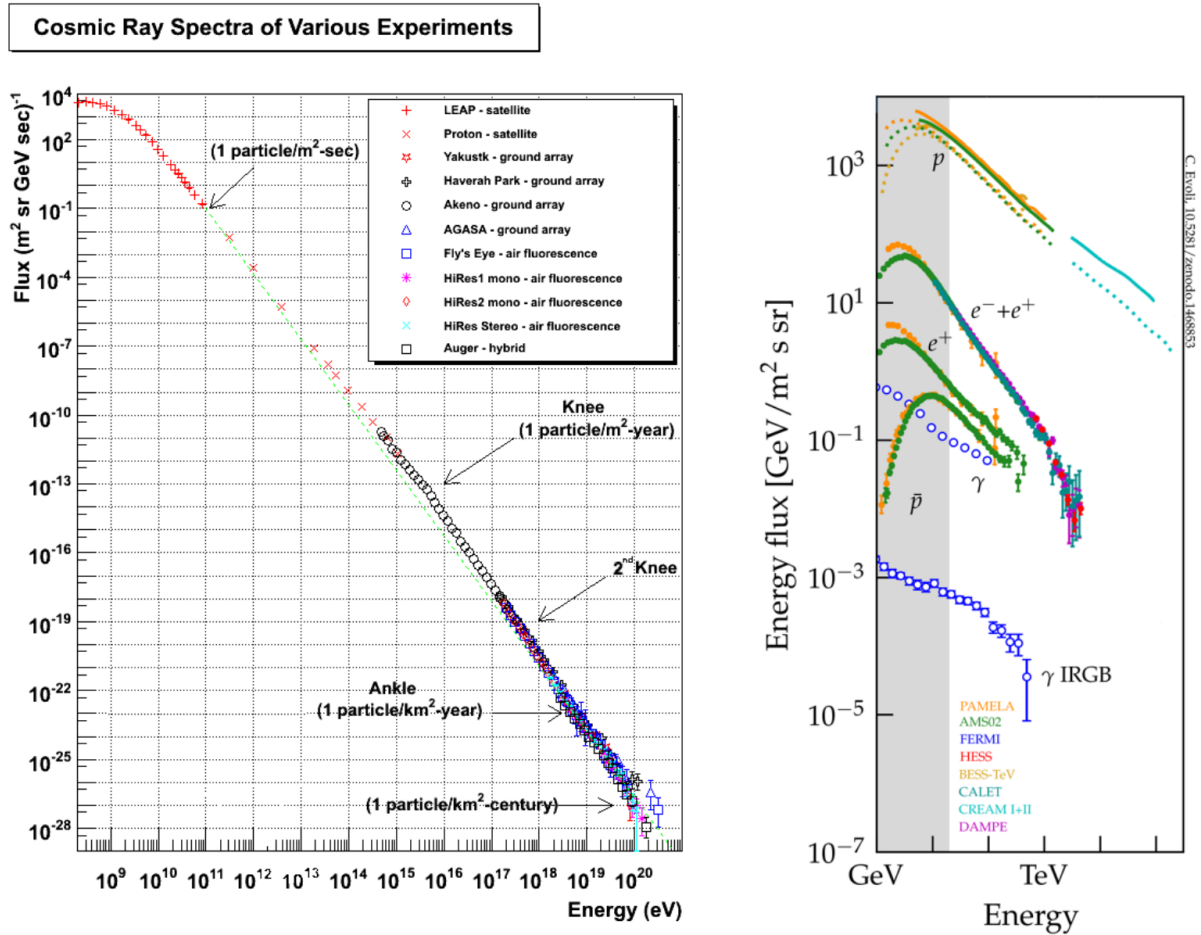 Cosmic Ray Spectra of Various Experiments
Flux (m² sr GeV sec)⁻¹
10⁴
10²
10⁻¹
10⁻⁴
10⁻⁷
10⁻¹⁰
10⁻¹³
10⁻¹⁶
10⁻¹⁹
10⁻²²
10⁻²⁵
10⁻²⁸
(1 particle/m²-sec)
LEAP - satellite
Proton - satellite
Yakustk - ground array
Haverah Park - ground array
Akeno - ground array
AGASA - ground array
Fly's Eye - air fluorescence
HiRes1 mono - air fluorescence
HiRes2 mono - air fluorescence
HiRes Stereo - air fluorescence
Auger - hybrid
Knee
(1 particle/m²-year)
2ⁿᵈ Knee
Ankle
(1 particle/km²-year)
(1 particle/km²-century)
10⁹ 10¹⁰ 10¹¹ 10¹² 10¹³ 10¹⁴ 10¹⁵ 10¹⁶ 10¹⁷ 10¹⁸ 10¹⁹ 10²⁰
Energy (eV)
Energy flux [GeV/m² s sr]
10³
10¹
10⁻¹
10⁻³
10⁻⁵
10⁻⁷
p
e⁻+e⁺
e⁺
γ
p̄
γ IRGB
PAMELA
AMS02
FERMI
HESS
BESS-TeV
CALET
CREAM I+II
DAMPE
GeV TeV
Energy
C. Evoli, 10.5281/zenodo.1468853